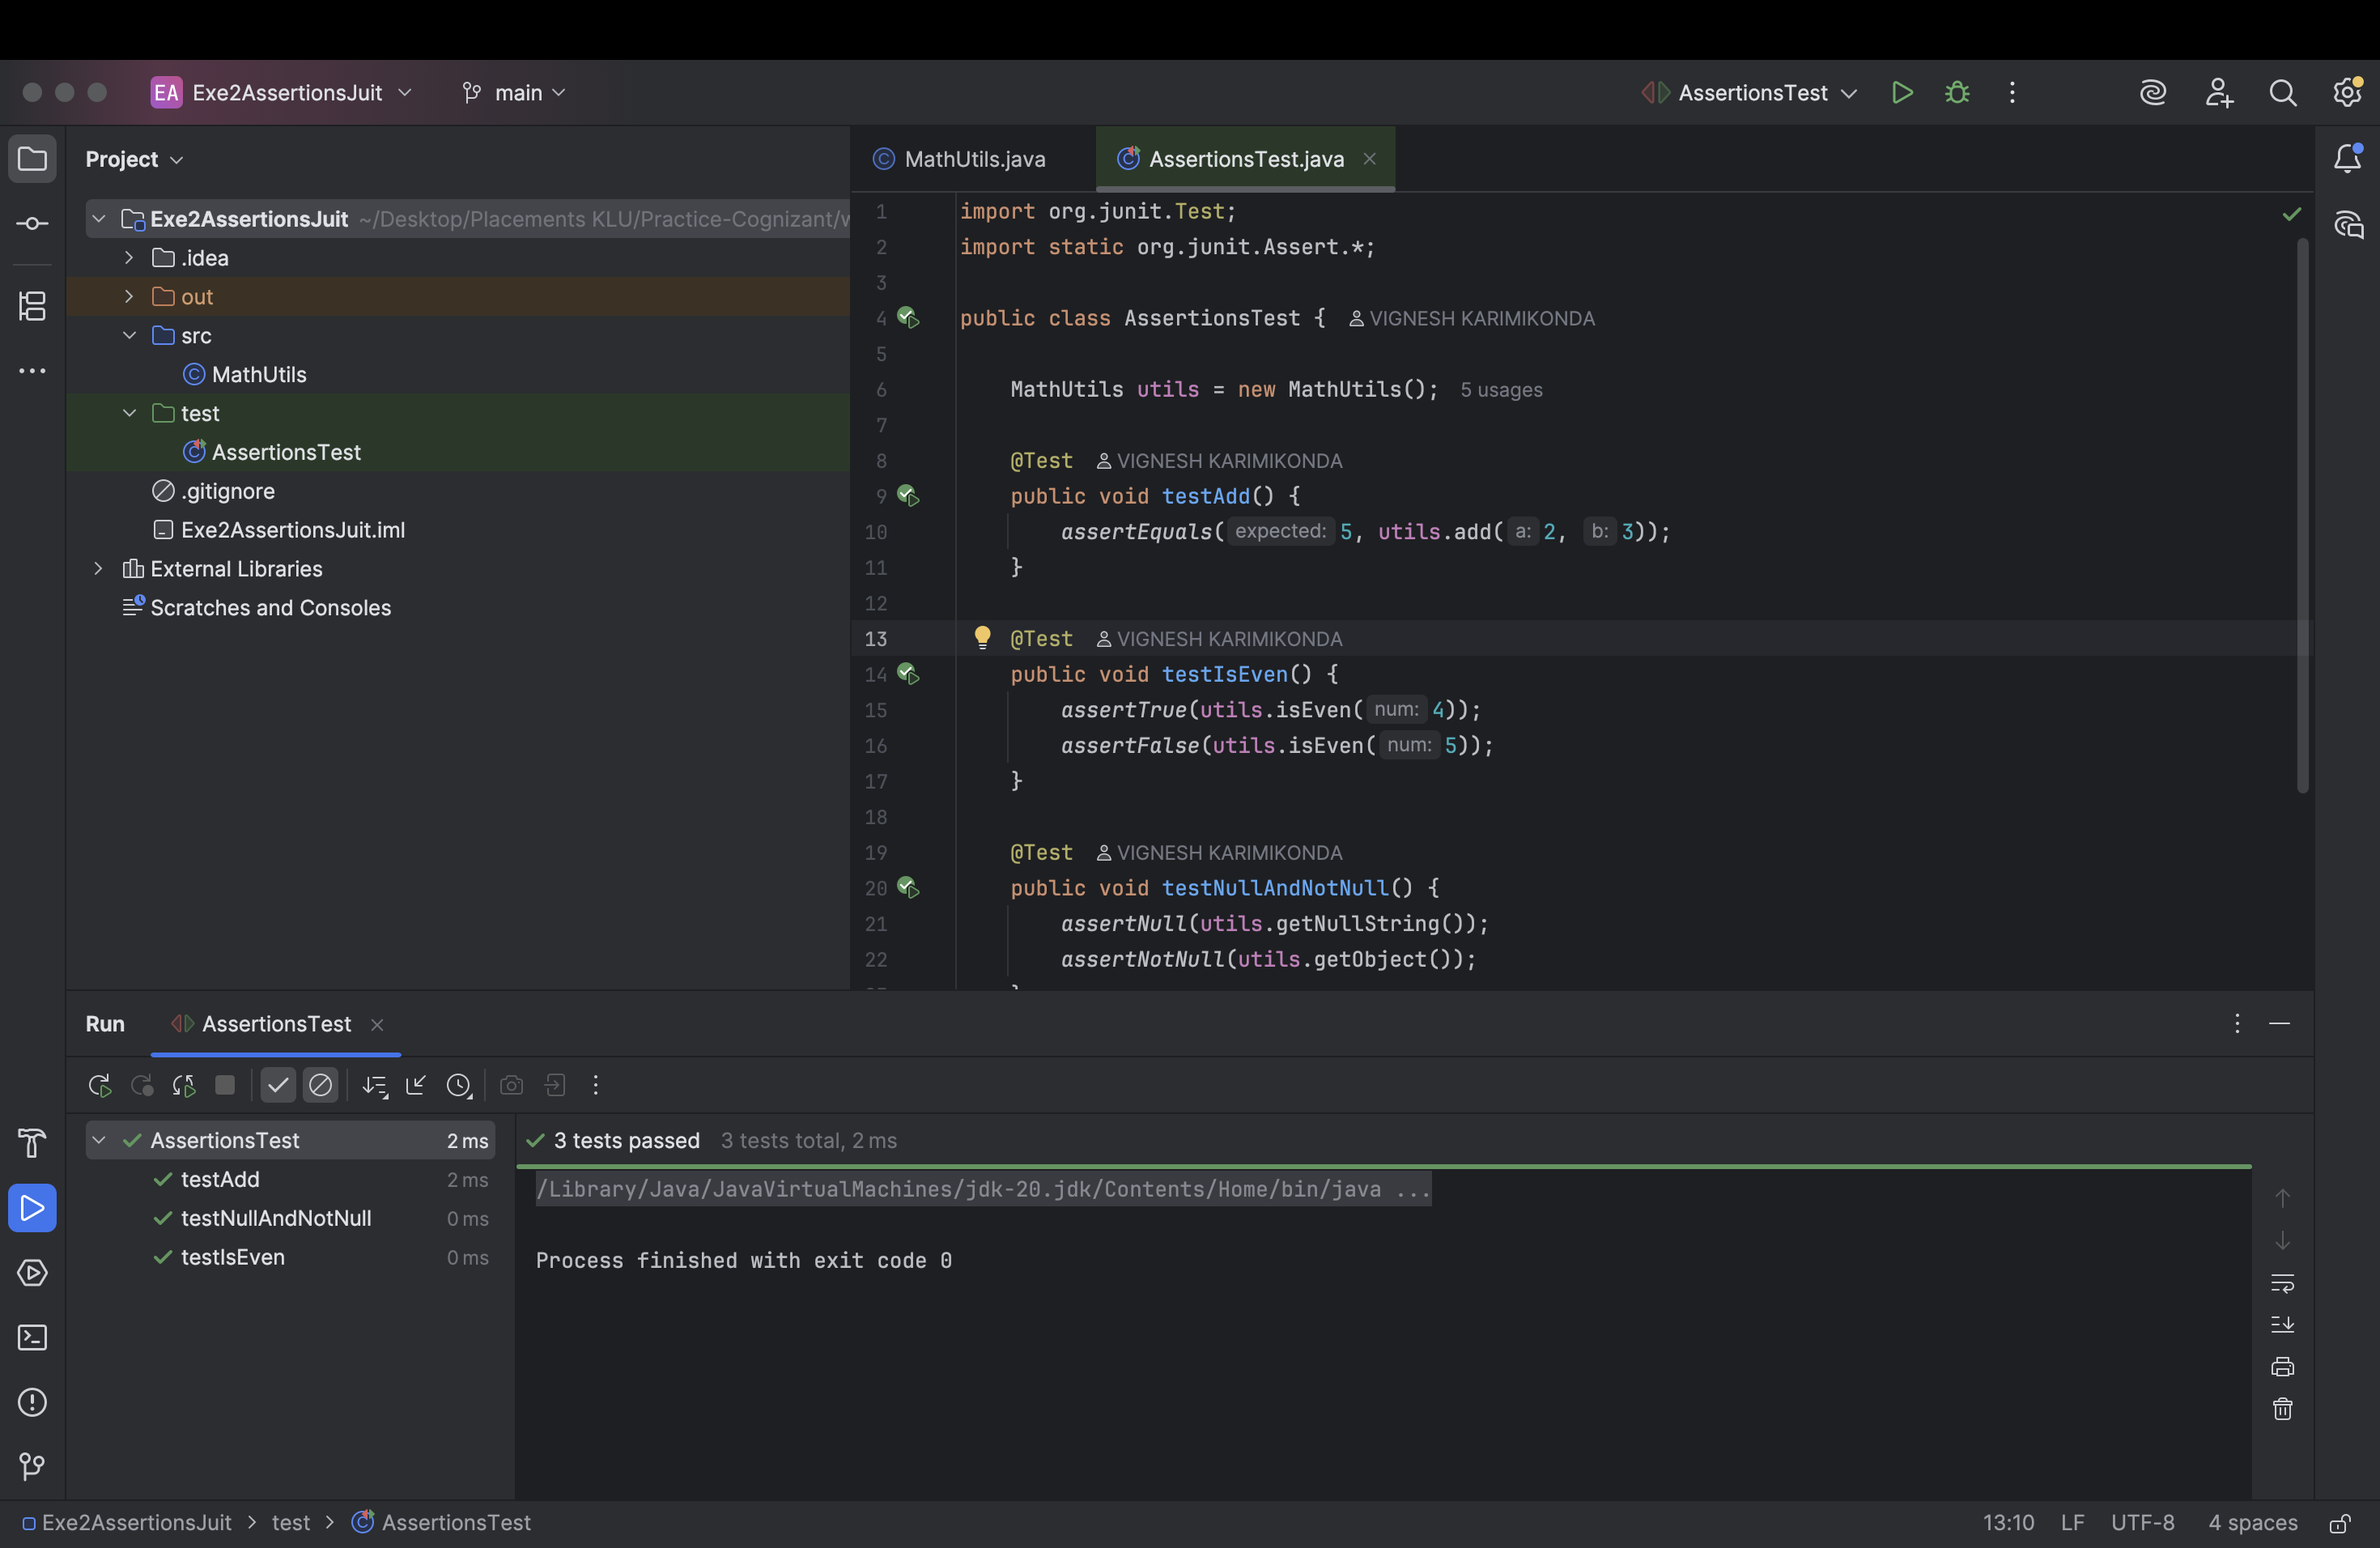 EA Exe2AssertionsJuit main AssertionsTest
Project
Exe2AssertionsJuit ~/Desktop/Placements KLU/Practice-Cognizant/w
.idea
out
src
MathUtils
test
AssertionsTest
.gitignore
Exe2AssertionsJuit.iml
External Libraries
Scratches and Consoles
MathUtils.java AssertionsTest.java
1 import org.junit.Test;
2 import static org.junit.Assert.*;
3
4 public class AssertionsTest { VIGNESH KARIMIKONDA
5
6 MathUtils utils = new MathUtils(); 5 usages
7
8 @Test VIGNESH KARIMIKONDA
9 public void testAdd() {
10 assertEquals( expected: 5, utils.add( a: 2, b: 3));
11 }
12
13 @Test VIGNESH KARIMIKONDA
14 public void testIsEven() {
15 assertTrue(utils.isEven( num: 4));
16 assertFalse(utils.isEven( num: 5));
17 }
18
19 @Test VIGNESH KARIMIKONDA
20 public void testNullAndNotNull() {
21 assertNull(utils.getNullString());
22 assertNotNull(utils.getObject());
Run AssertionsTest
AssertionsTest 2 ms
testAdd 2 ms
testNullAndNotNull 0 ms
testIsEven 0 ms
3 tests passed 3 tests total, 2 ms
/Library/Java/JavaVirtualMachines/jdk-20.jdk/Contents/Home/bin/java ...
Process finished with exit code 0
Exe2AssertionsJuit > test > AssertionsTest
13:10 LF UTF-8 4 spaces